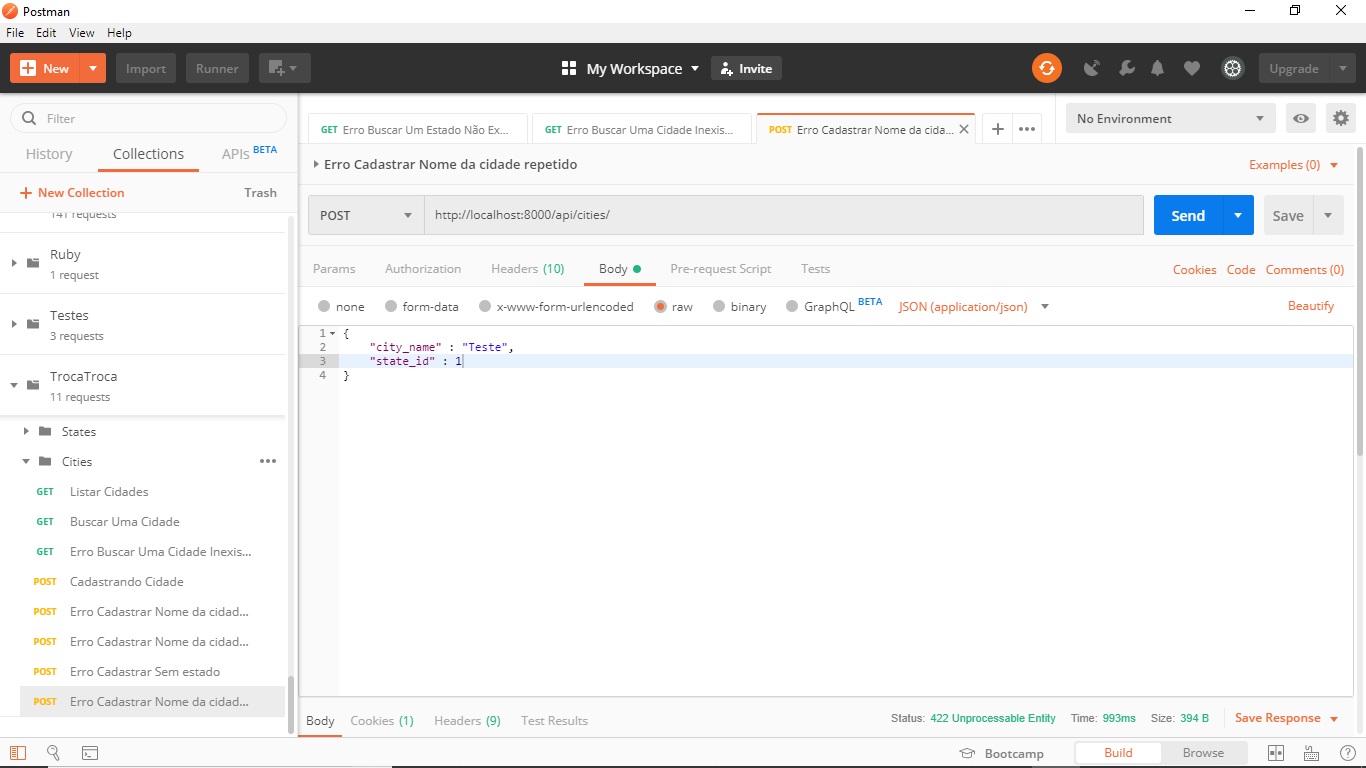 Postman
File Edit View Help
New Import Runner My Workspace Invite Upgrade
Filter
History Collections APIs BETA
New Collection Trash
141 requests
Ruby
1 request
Testes
3 requests
TrocaTroca
11 requests
States
Cities
GET Listar Cidades
GET Buscar Uma Cidade
GET Erro Buscar Uma Cidade Inexis...
POST Cadastrando Cidade
POST Erro Cadastrar Nome da cidad...
POST Erro Cadastrar Nome da cidad...
POST Erro Cadastrar Sem estado
POST Erro Cadastrar Nome da cidad...
GET Erro Buscar Um Estado Não Ex...
GET Erro Buscar Uma Cidade Inexis...
POST Erro Cadastrar Nome da cida...
No Environment
Erro Cadastrar Nome da cidade repetido
Examples (0)
POST http://localhost:8000/api/cities/ Send Save
Params Authorization Headers (10) Body Pre-request Script Tests Cookies Code Comments (0)
none form-data x-www-form-urlencoded raw binary GraphQL BETA JSON (application/json) Beautify
1 {
2 "city_name" : "Teste",
3 "state_id" : 1
4 }
Body Cookies (1) Headers (9) Test Results Status: 422 Unprocessable Entity Time: 993ms Size: 394 B Save Response
Bootcamp Build Browse